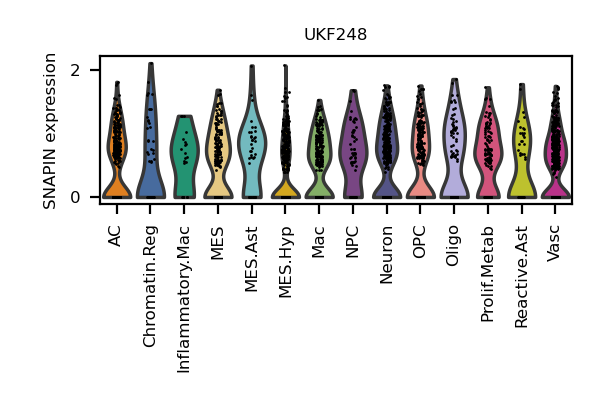 UKF248
SNAPIN expression
2
0
AC
Chromatin.Reg
Inflammatory.Mac
MES
MES.Ast
MES.Hyp
Mac
NPC
Neuron
OPC
Oligo
Prolif.Metab
Reactive.Ast
Vasc